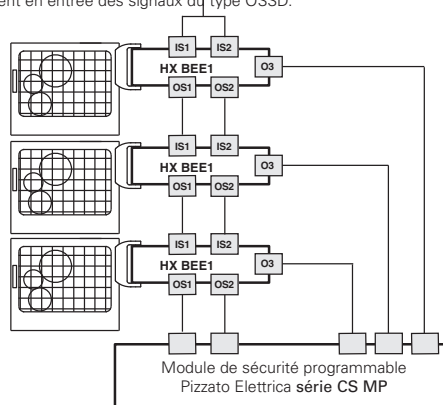 ent en entrée des signaux du type OSSD.
IS1 IS2
HX BEE1
O3
OS1 OS2
IS1 IS2
HX BEE1
O3
OS1 OS2
IS1 IS2
HX BEE1
O3
OS1 OS2
Module de sécurité programmable
Pizzato Elettrica série CS MP